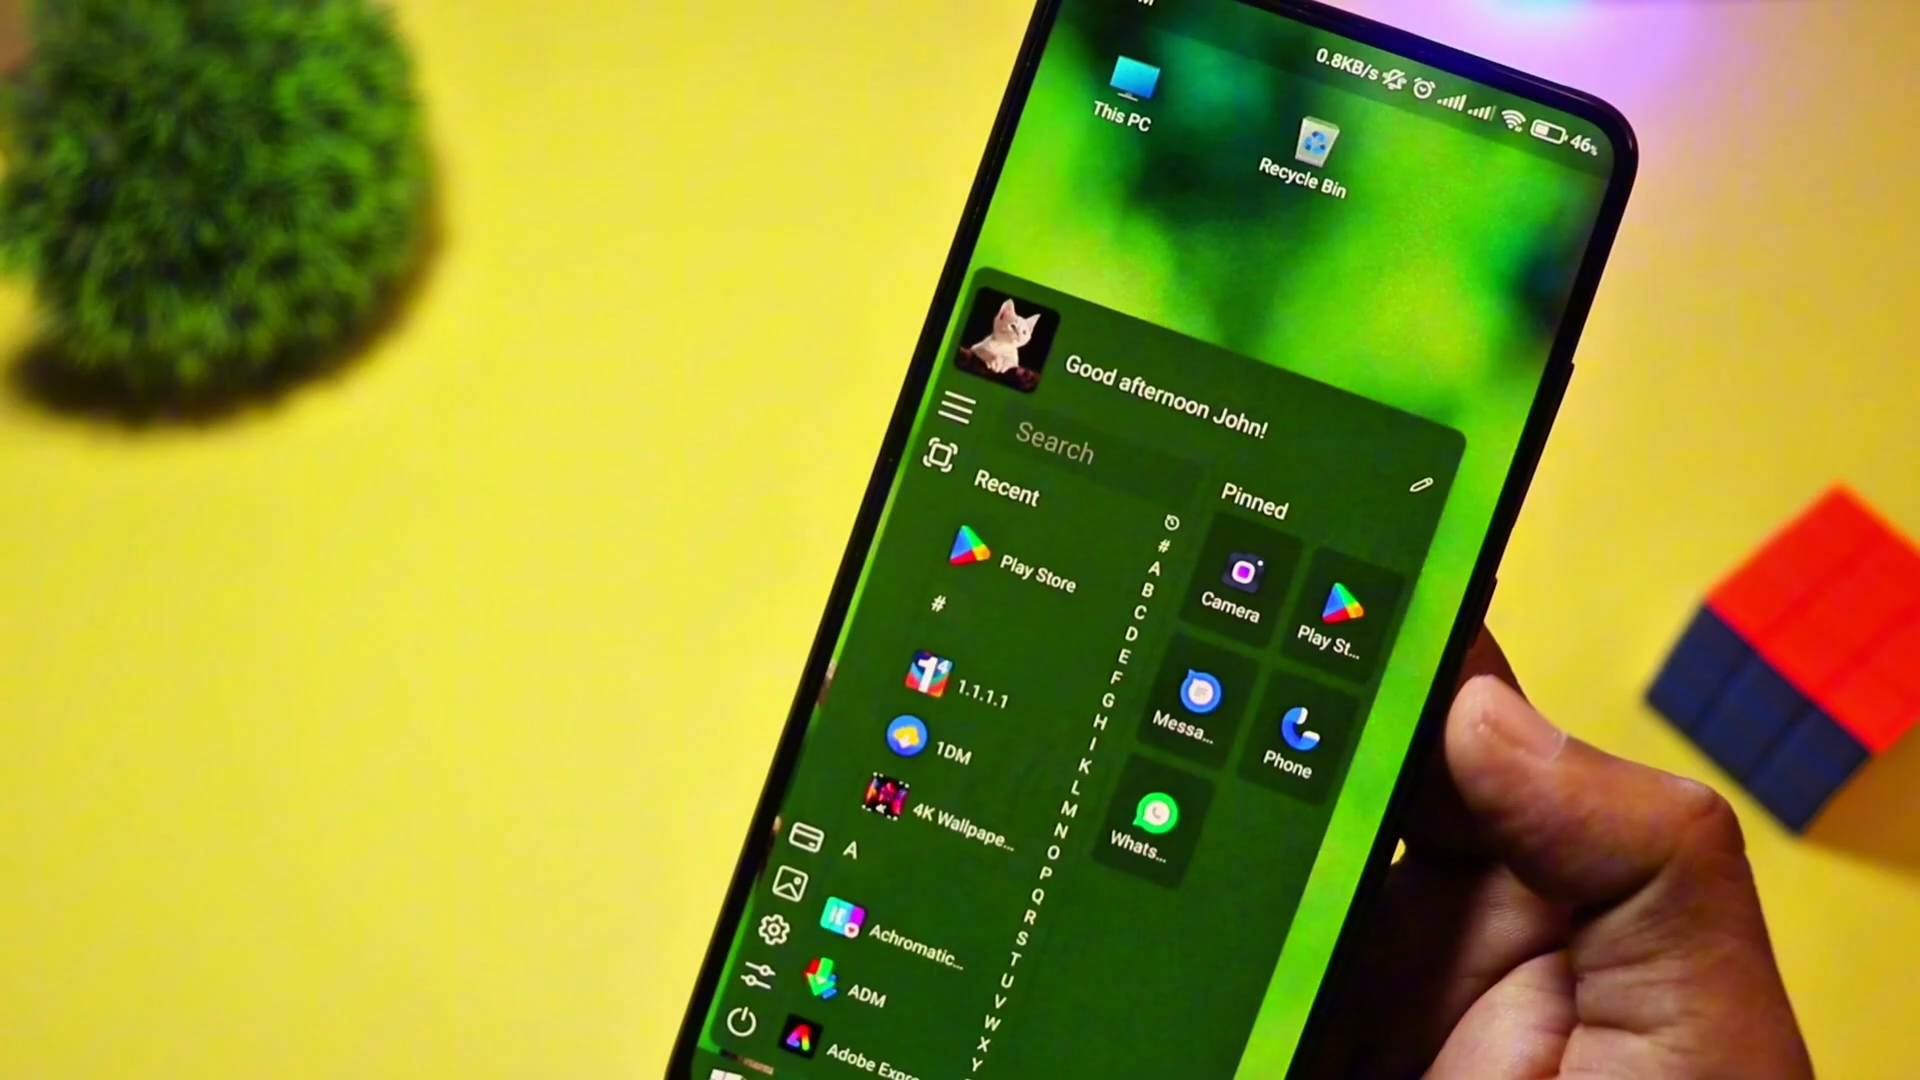 0.8KB/s 46%
This PC
Recycle Bin
Good afternoon John!
Search
Recent
Pinned
Play Store
#
1.1.1.1
1DM
4K Wallpape...
A
Achromatic...
ADM
Adobe Expre
#
A
B
C
D
E
F
G
H
I
K
L
M
N
O
P
Q
R
S
T
U
V
W
X
Y
Camera
Play St...
Messa...
Phone
Whats...